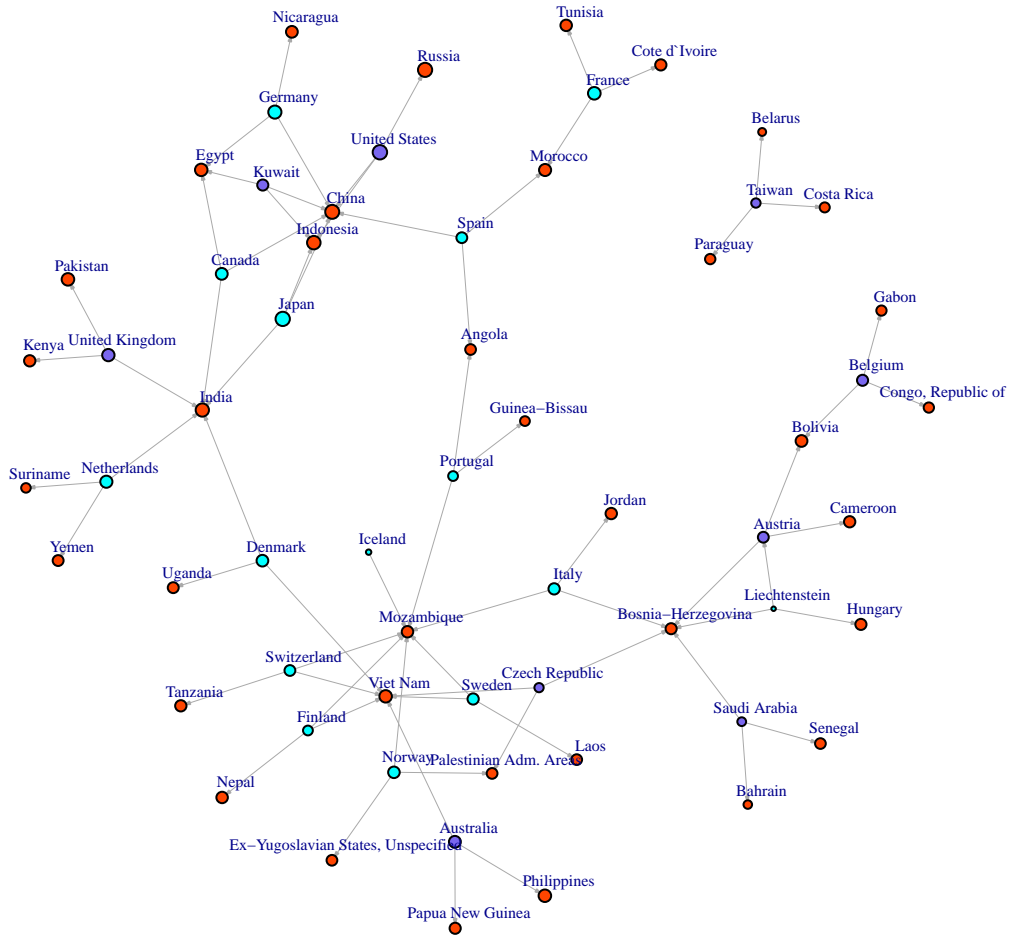 Nicaragua
Tunisia
Cote d`Ivoire
Russia
France
Germany
Belarus
United States
Egypt
Morocco
Kuwait
Taiwan
Costa Rica
China
Spain
Indonesia
Paraguay
Canada
Pakistan
Gabon
Japan
Angola
United Kingdom
Kenya
Belgium
Congo, Republic of
India
Guinea−Bissau
Bolivia
Portugal
Netherlands
Suriname
Jordan
Cameroon
Austria
Iceland
Yemen
Denmark
Uganda
Italy
Liechtenstein
Mozambique
Bosnia−Herzegovina
Hungary
Switzerland
Czech Republic
Tanzania
Viet Nam
Sweden
Saudi Arabia
Finland
Senegal
Laos
Norway
Palestinian Adm. Areas
Nepal
Bahrain
Australia
Ex−Yugoslavian States, Unspecified
Philippines
Papua New Guinea